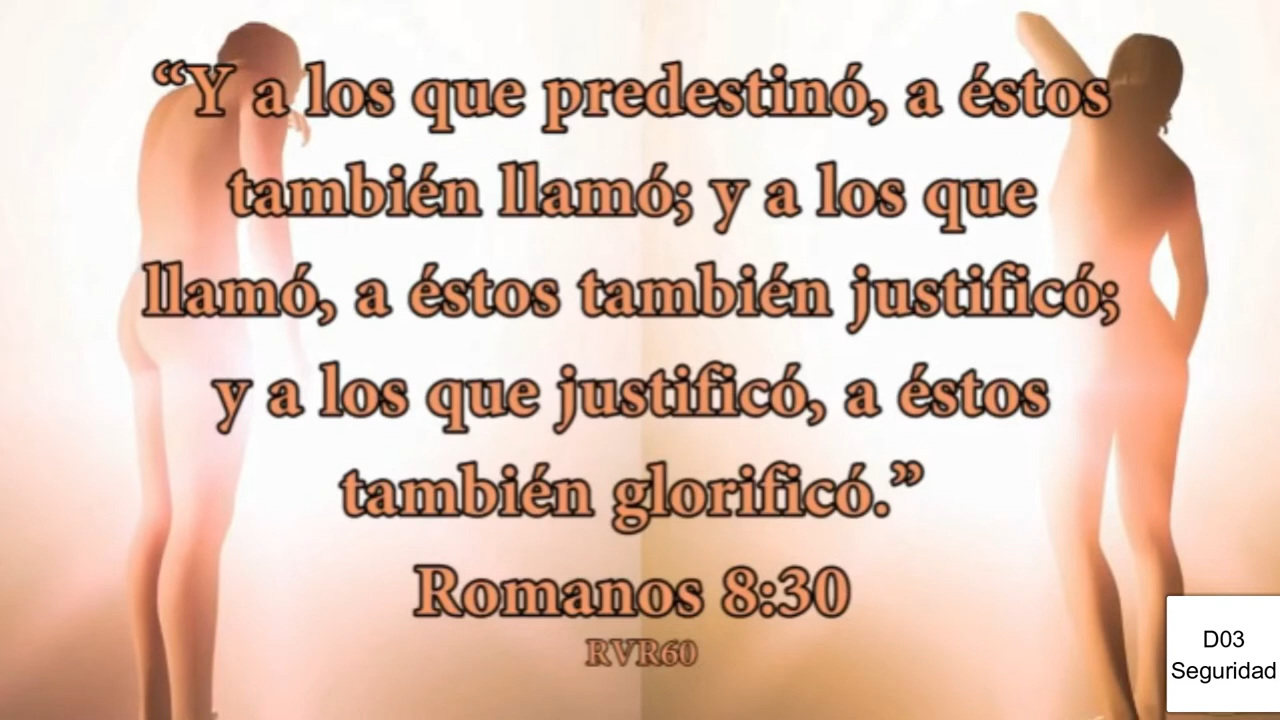 “Y a los que predestinó, a éstos
también llamó; y a los que
llamó, a éstos también justificó;
y a los que justificó, a éstos
también glorificó.”
Romanos 8:30
RVR60
D03
Seguridad